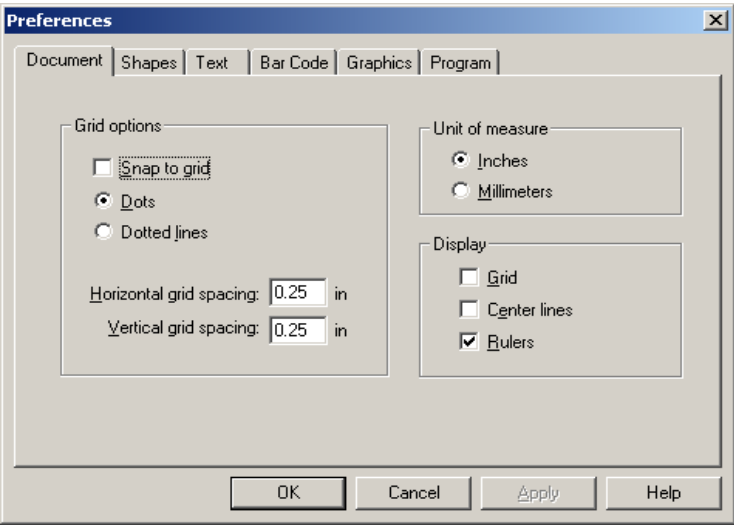 Preferences
Document Shapes Text Bar Code Graphics Program
Grid options
Snap to grid
Dots
Dotted lines
Horizontal grid spacing: 0.25 in
Vertical grid spacing: 0.25 in
Unit of measure
Inches
Millimeters
Display
Grid
Center lines
Rulers
OK Cancel Apply Help